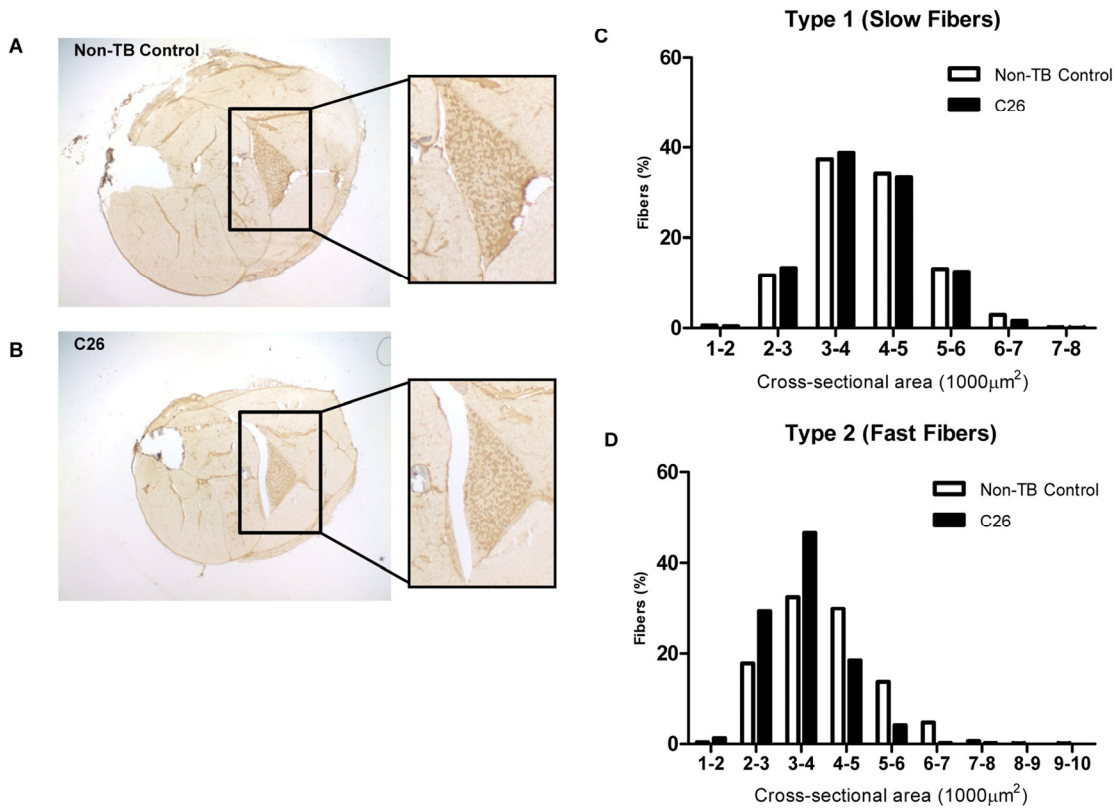 A
Non-TB Control
B
C26
C
Type 1 (Slow Fibers)
Non-TB Control
C26
Fibers (%)
60
40
20
0
1-2 2-3 3-4 4-5 5-6 6-7 7-8
Cross-sectional area (1000μm²)
D
Type 2 (Fast Fibers)
Non-TB Control
C26
Fibers (%)
60
40
20
0
1-2 2-3 3-4 4-5 5-6 6-7 7-8 8-9 9-10
Cross-sectional area (1000μm²)